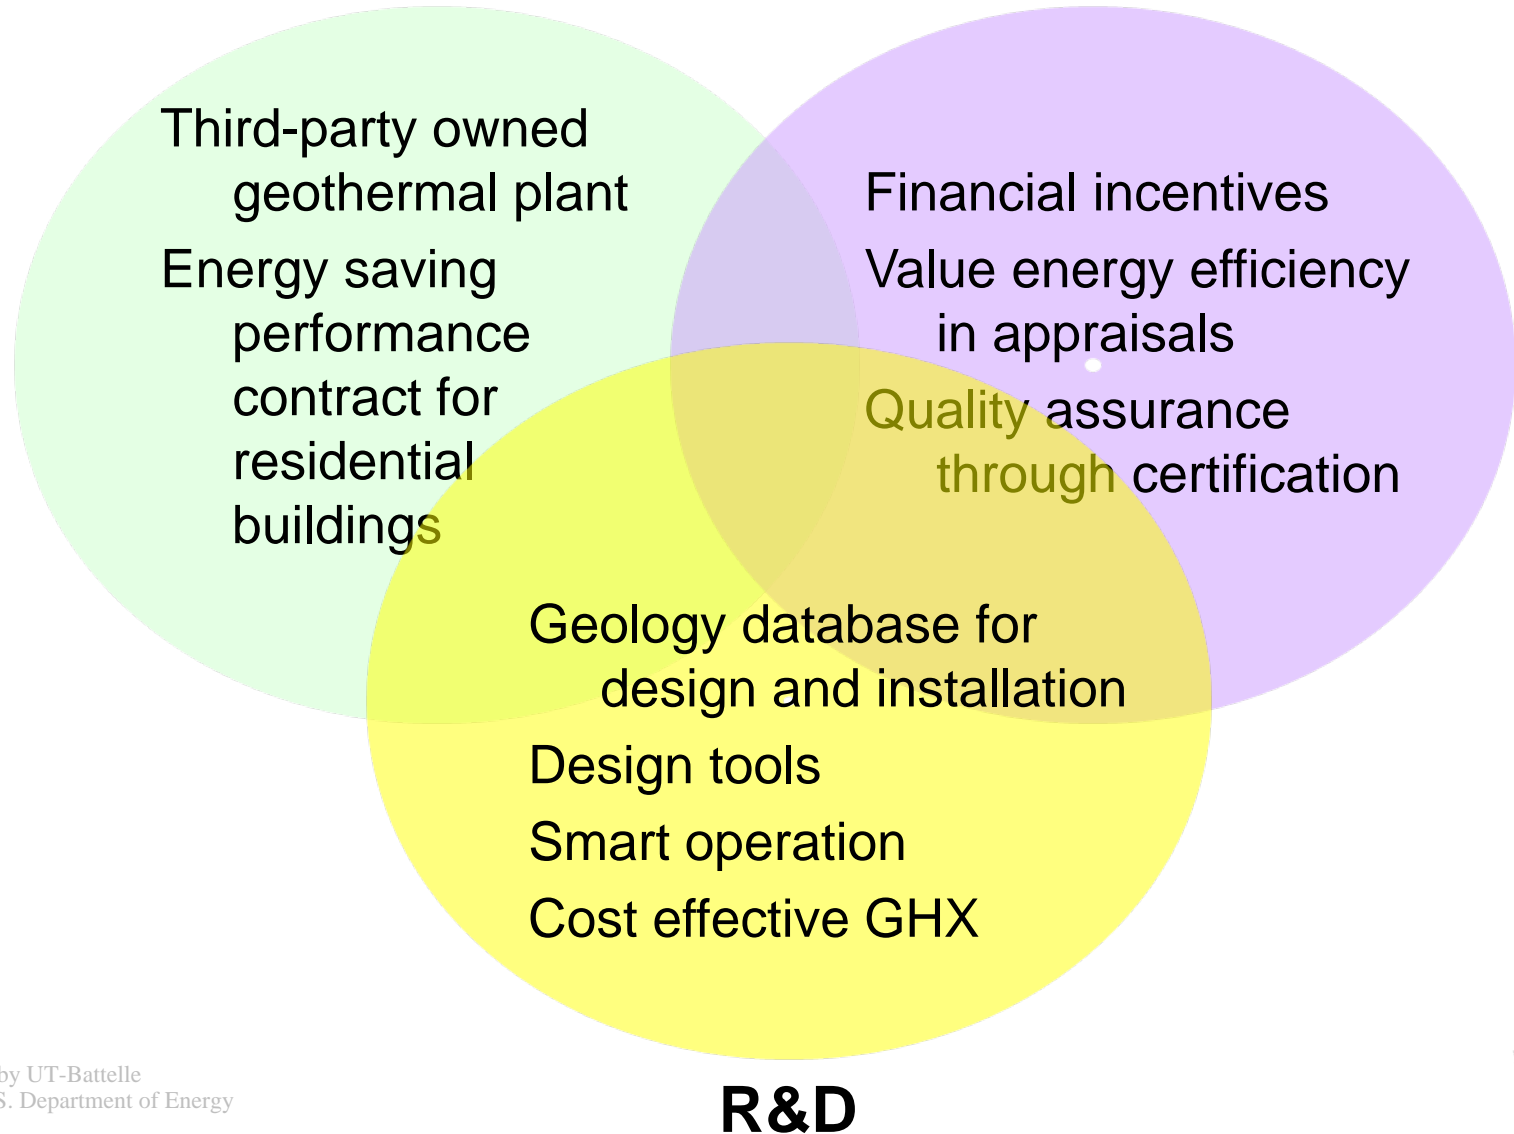 Third-party owned
geothermal plant
Energy saving
performance
contract for
residential
buildings
Financial incentives
Value energy efficiency
in appraisals
Quality assurance
through certification
Geology database for
design and installation
Design tools
Smart operation
Cost effective GHX
by UT-Battelle
S. Department of Energy
R&D